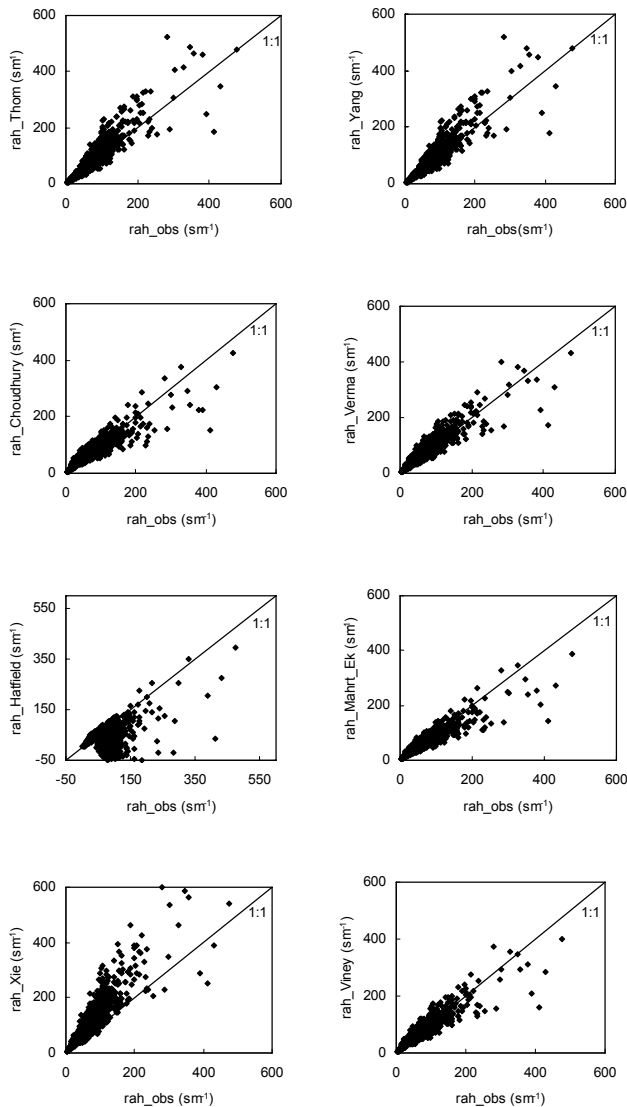 600
400
200
0
rah_Thom (sm-1)
1:1
0 200 400 600
rah_obs (sm-1)
600
400
200
0
rah_Yang (sm-1)
1:1
0 200 400 600
rah_obs(sm-1)
600
400
200
0
rah_Choudhury (sm-1)
1:1
0 200 400 600
rah_obs (sm-1)
600
400
200
0
rah_Verma (sm-1)
1:1
0 200 400 600
rah_obs (sm-1)
550
350
150
-50
rah_Hatfield (sm-1)
1:1
-50 150 350 550
rah_obs (sm-1)
600
400
200
0
rah_Mahrt_Ek (sm-1)
1:1
0 200 400 600
rah_obs (sm-1)
600
400
200
0
rah_Xie (sm-1)
1:1
0 200 400 600
rah_obs (sm-1)
600
400
200
0
rah_Viney (sm-1)
1:1
0 200 400 600
rah_obs (sm-1)